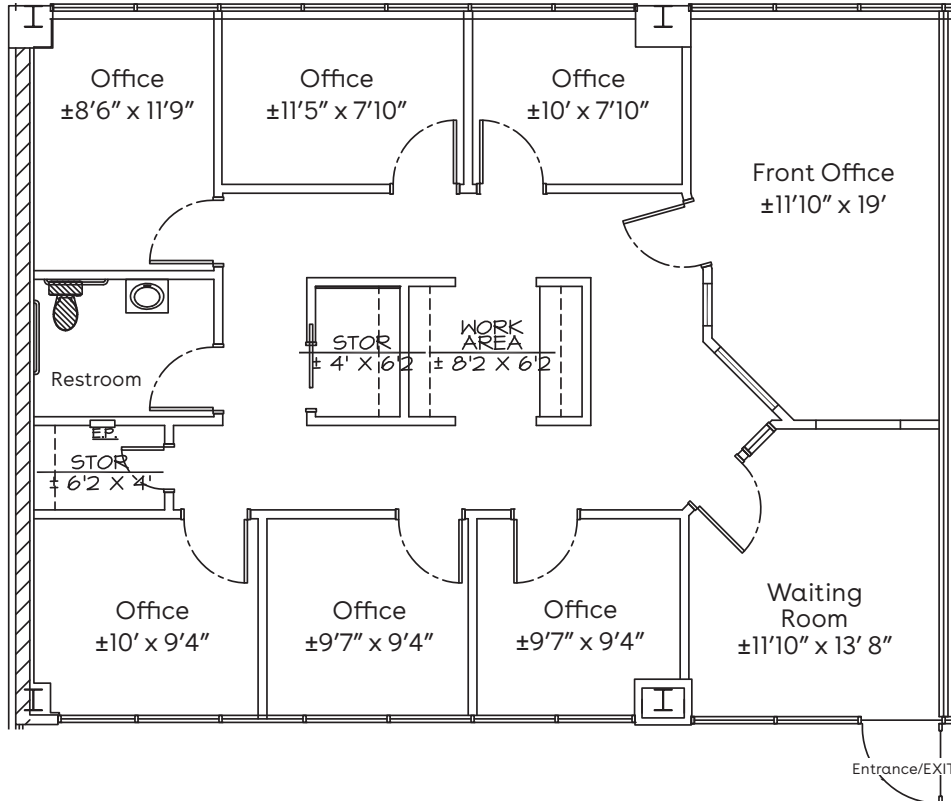 Office
±8'6" x 11'9"
Office
±11'5" x 7'10"
Office
±10' x 7'10"
Front Office
±11'10" x 19'
STOR
± 4' X 6'2
WORK
AREA
± 8'2 X 6'2
Restroom
E.P.
STOR
± 6'2 X 4'
Office
±10' x 9'4"
Office
±9'7" x 9'4"
Office
±9'7" x 9'4"
Waiting
Room
±11'10" x 13' 8"
Entrance/EXIT